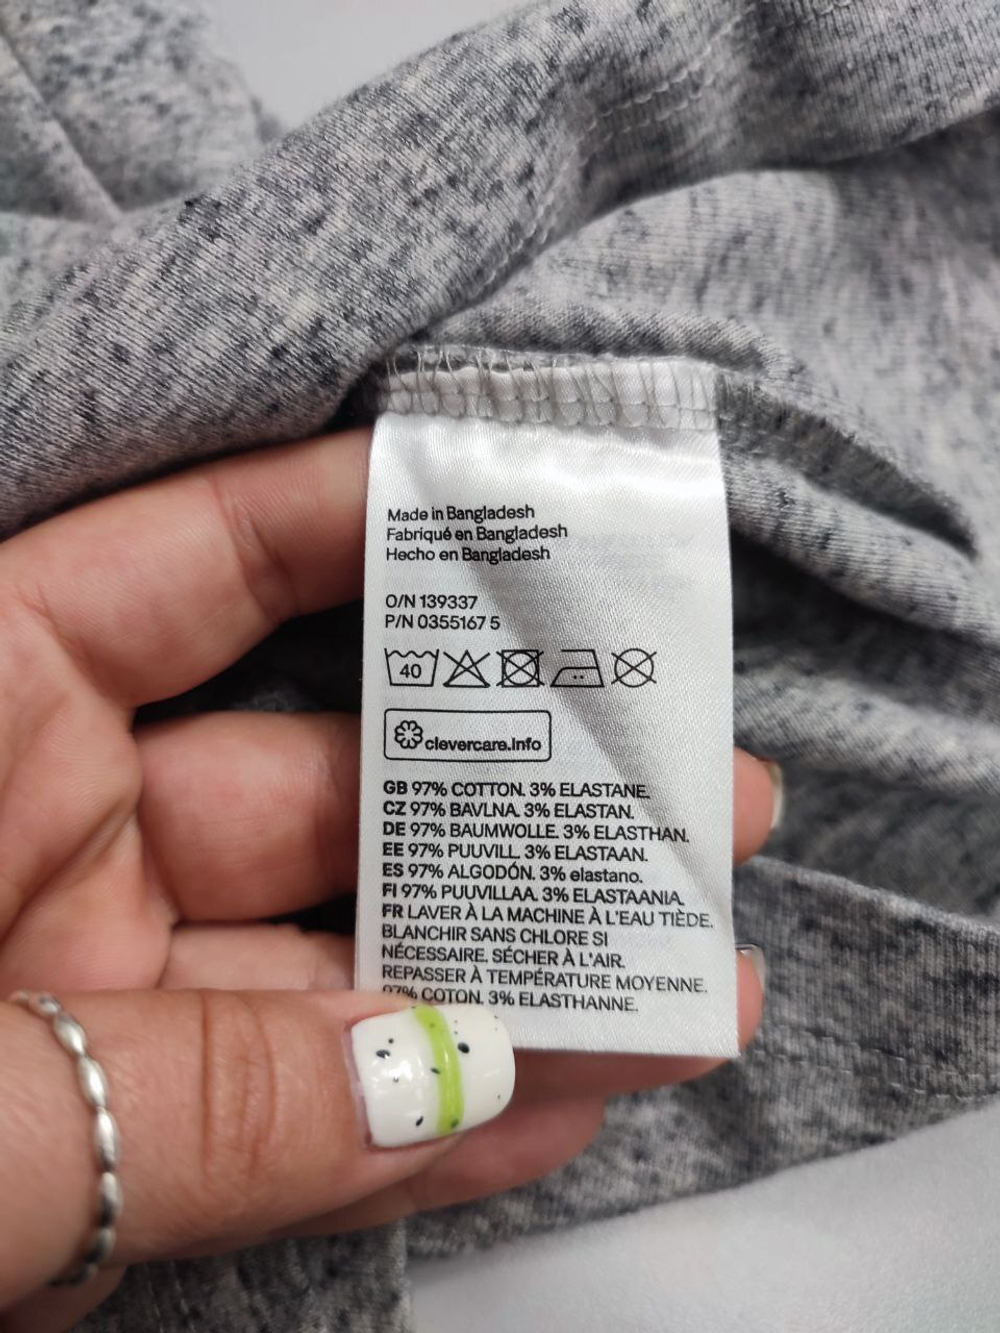 Made in Bangladesh
Fabriqué en Bangladesh
Hecho en Bangladesh
O/N 139337
P/N 0355167 5
40
clevercare.info
GB 97% COTTON. 3% ELASTANE.
CZ 97% BAVLNA. 3% ELASTAN.
DE 97% BAUMWOLLE. 3% ELASTHAN.
EE 97% PUUVILL. 3% ELASTAAN.
ES 97% ALGODÓN. 3% elastano.
FI 97% PUUVILLAA. 3% ELASTAANIA.
FR LAVER À LA MACHINE À L'EAU TIÈDE.
BLANCHIR SANS CHLORE SI
NÉCESSAIRE. SÉCHER À L'AIR.
REPASSER À TEMPÉRATURE MOYENNE.
97% COTON. 3% ELASTHANNE.